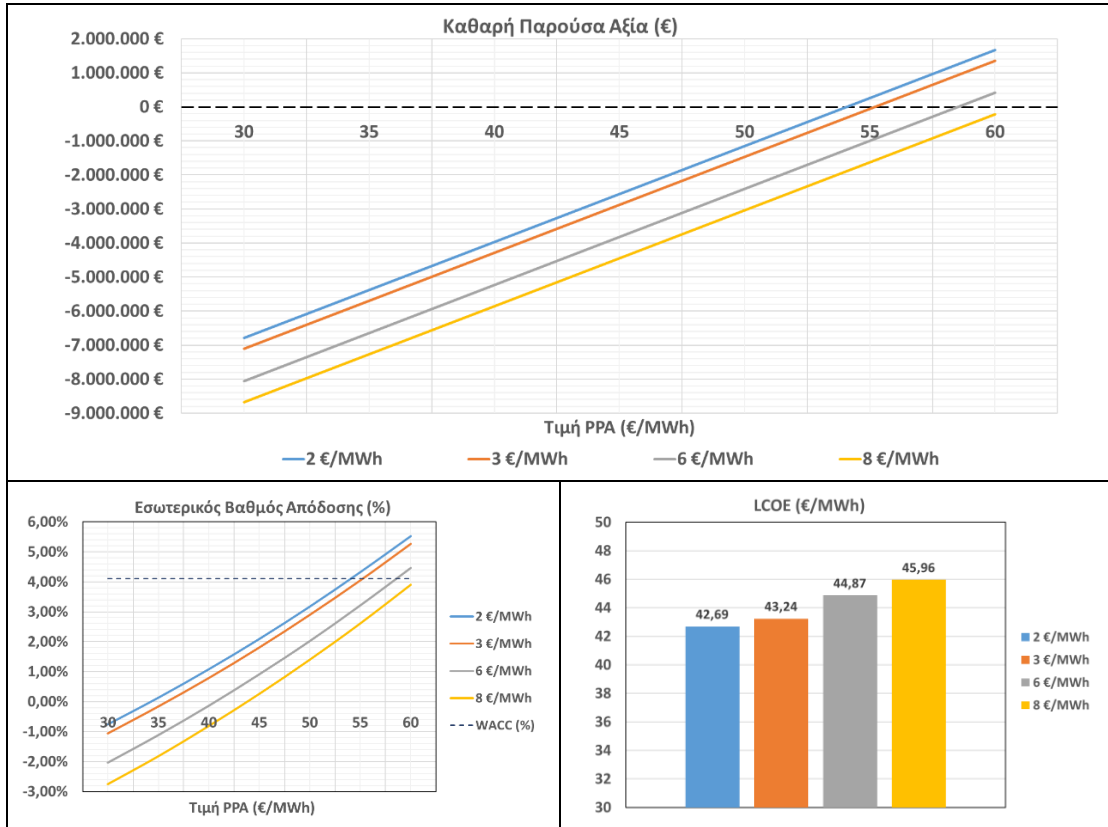 Καθαρή Παρούσα Αξία (€)
2.000.000 €
1.000.000 €
0 €
-1.000.000 €
-2.000.000 €
-3.000.000 €
-4.000.000 €
-5.000.000 €
-6.000.000 €
-7.000.000 €
-8.000.000 €
-9.000.000 €
30 35 40 45 50 55 60
Τιμή PPA (€/MWh)
2 €/MWh 3 €/MWh 6 €/MWh 8 €/MWh
Εσωτερικός Βαθμός Απόδοσης (%)
6,00%
5,00%
4,00%
3,00%
2,00%
1,00%
0,00%
-1,00%
-2,00%
-3,00%
30 35 40 45 50 55 60
Τιμή PPA (€/MWh)
2 €/MWh
3 €/MWh
6 €/MWh
8 €/MWh
WACC (%)
LCOE (€/MWh)
50
48
46
44
42
40
38
36
34
32
30
42,69 43,24 44,87 45,96
2 €/MWh
3 €/MWh
6 €/MWh
8 €/MWh